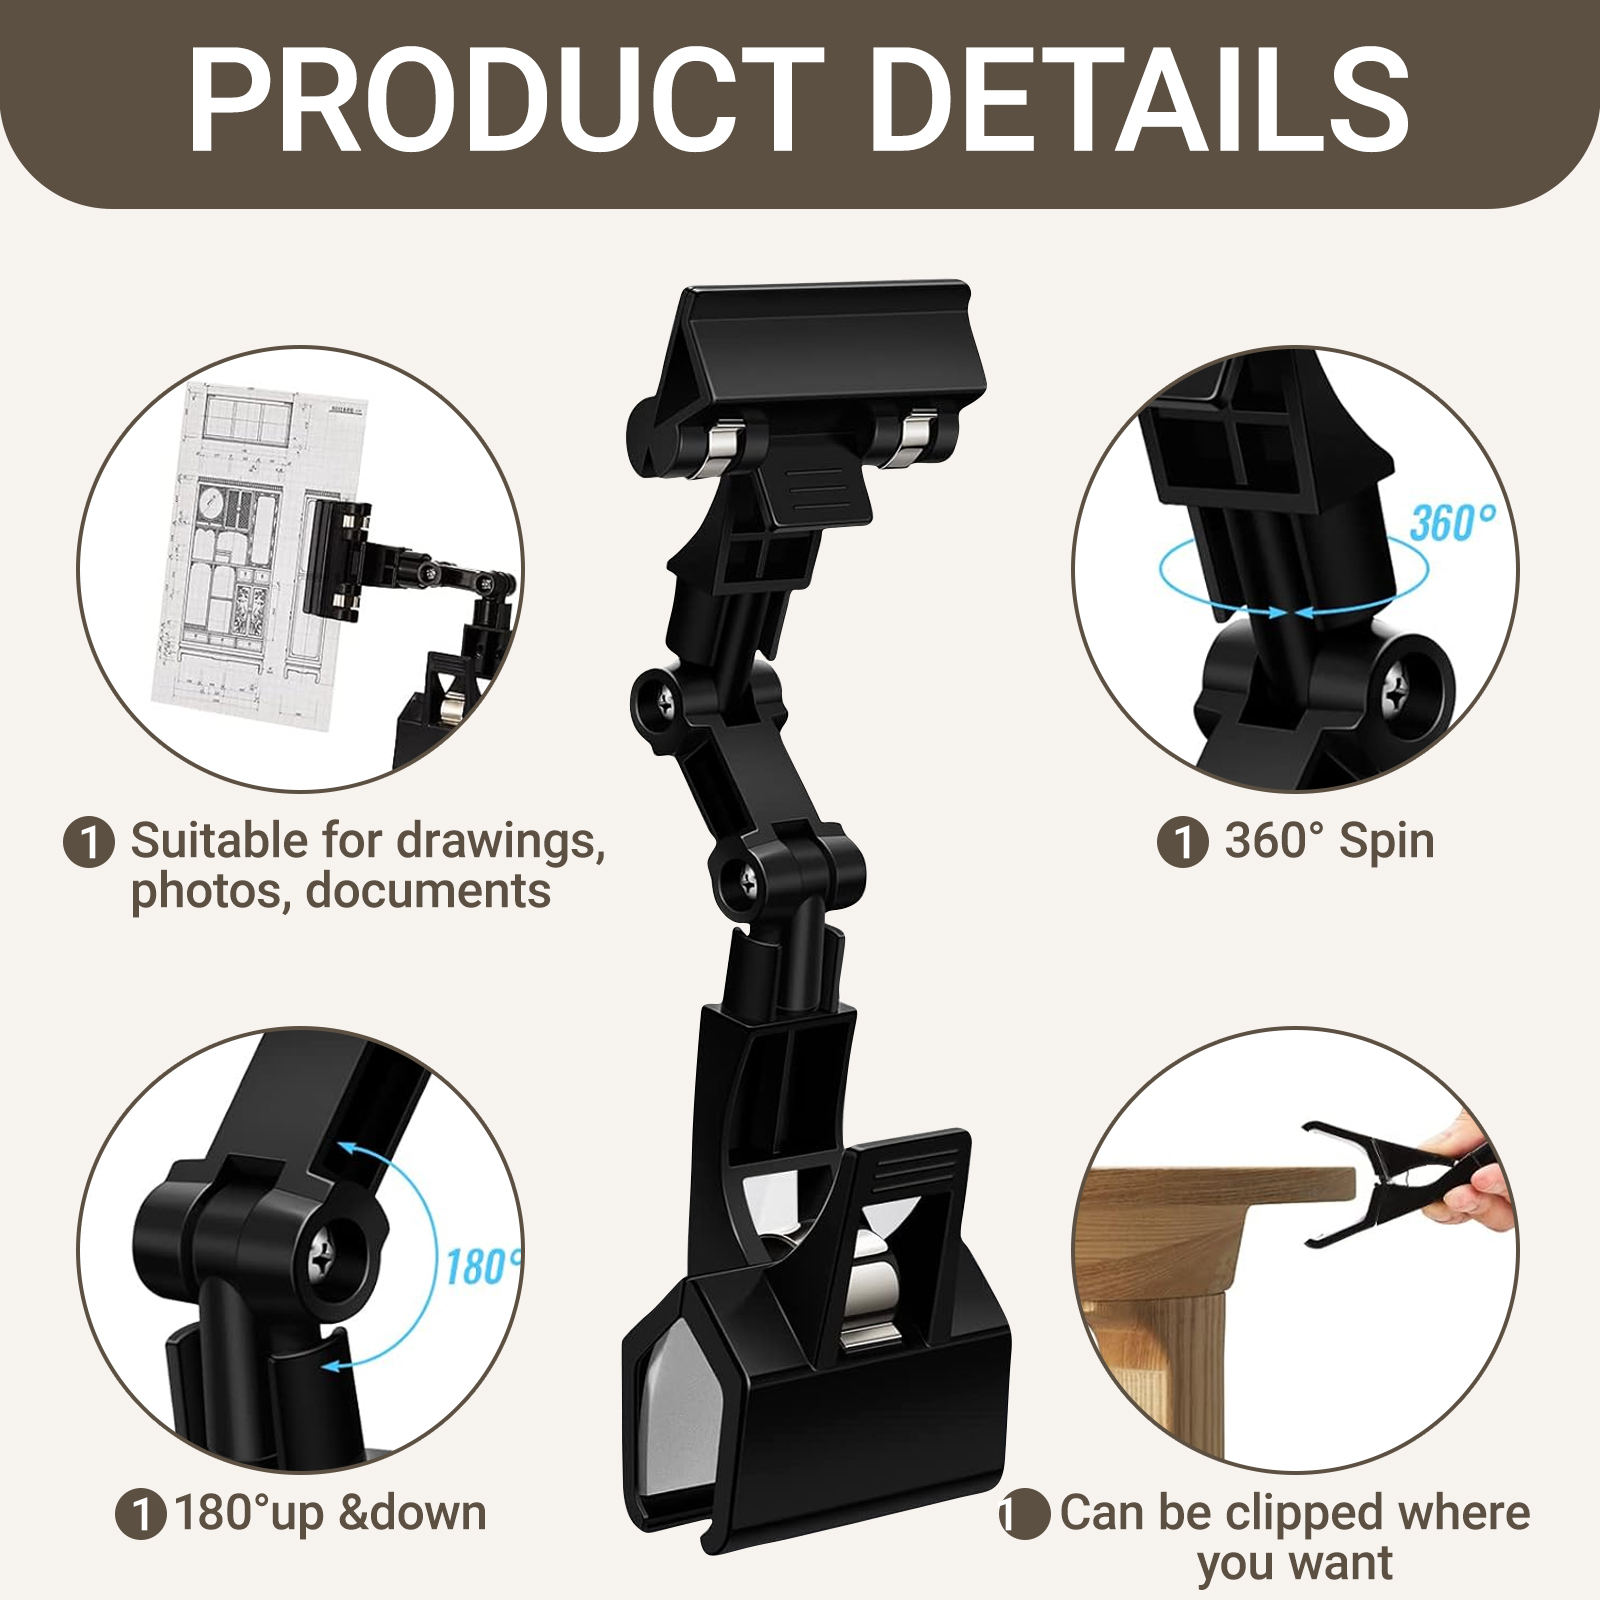 PRODUCT DETAILS
360°
1 Suitable for drawings,
photos, documents
1 360° Spin
180°
1 180°up &down
1 Can be clipped where
you want